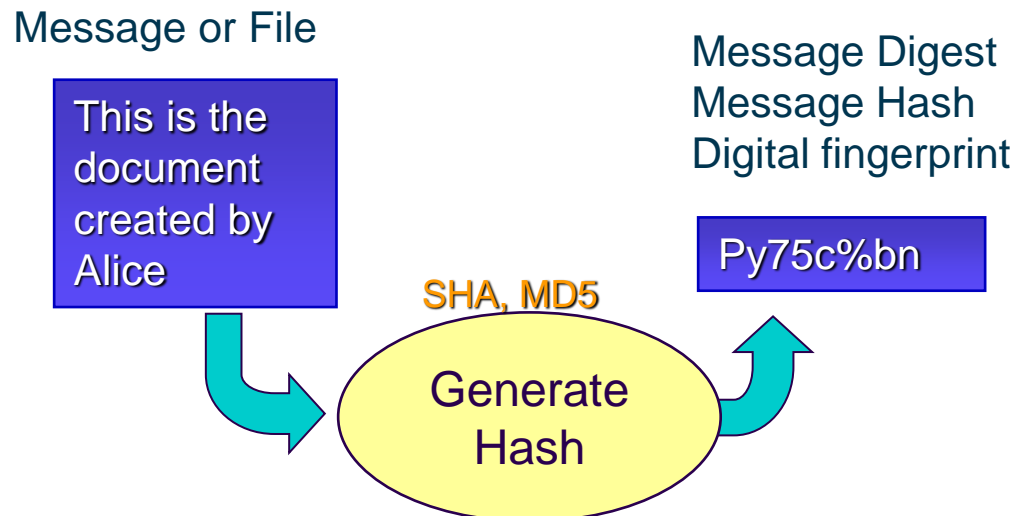 Message or File
This is the
document
created by
Alice
SHA, MD5
Generate
Hash
Message Digest
Message Hash
Digital fingerprint
Py75c%bn